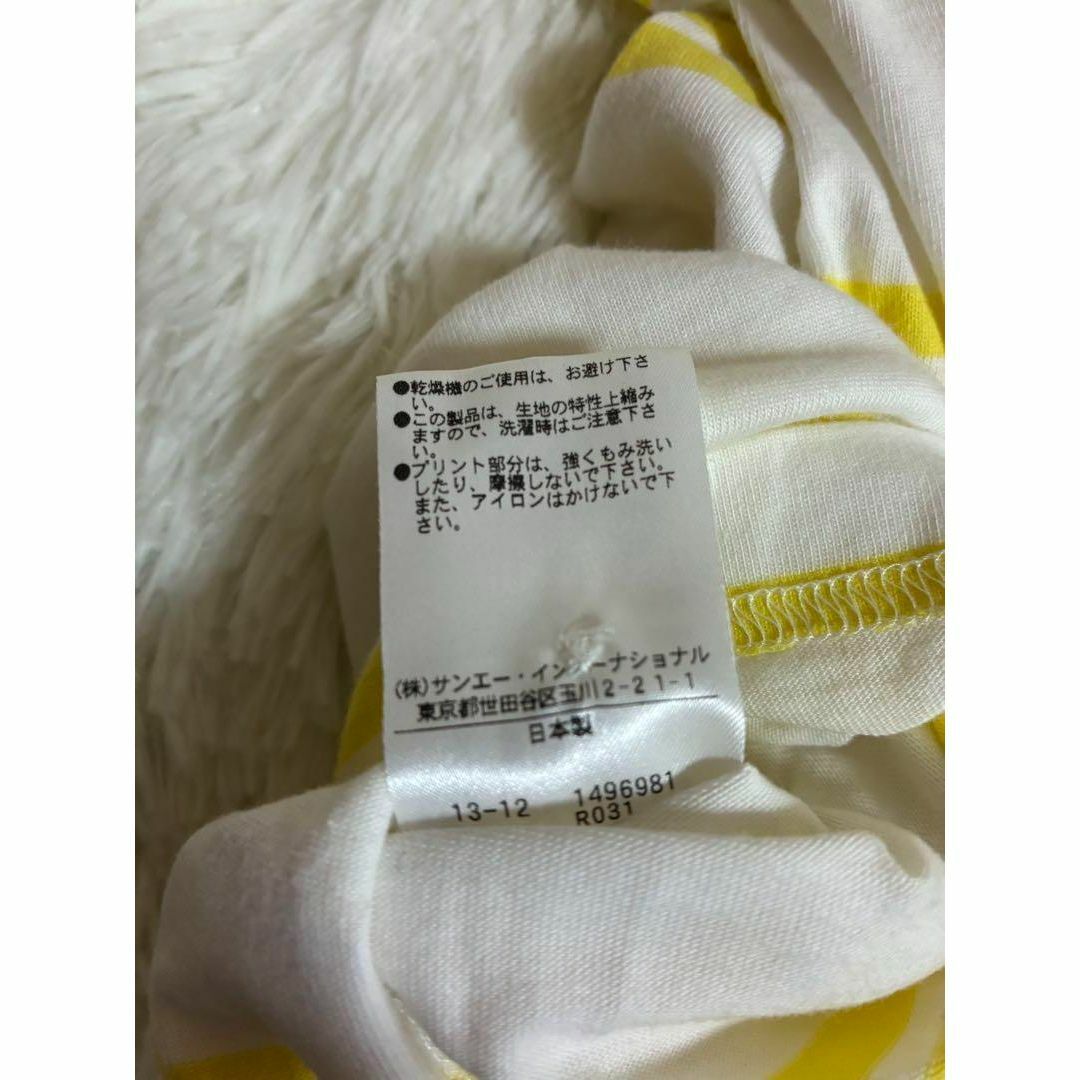 ●乾燥機のご使用は、お避け下さ
い。
●この製品は、生地の特性上縮み
ますので、洗濯時はご注意下さ
い。
●プリント部分は、強くもみ洗い
したり、摩擦しないで下さい。
また、アイロンはかけないで下
さい。
(株)サンエー・インターナショナル
東京都世田谷区玉川2-21-1
日本製
13-12 1496981
R031